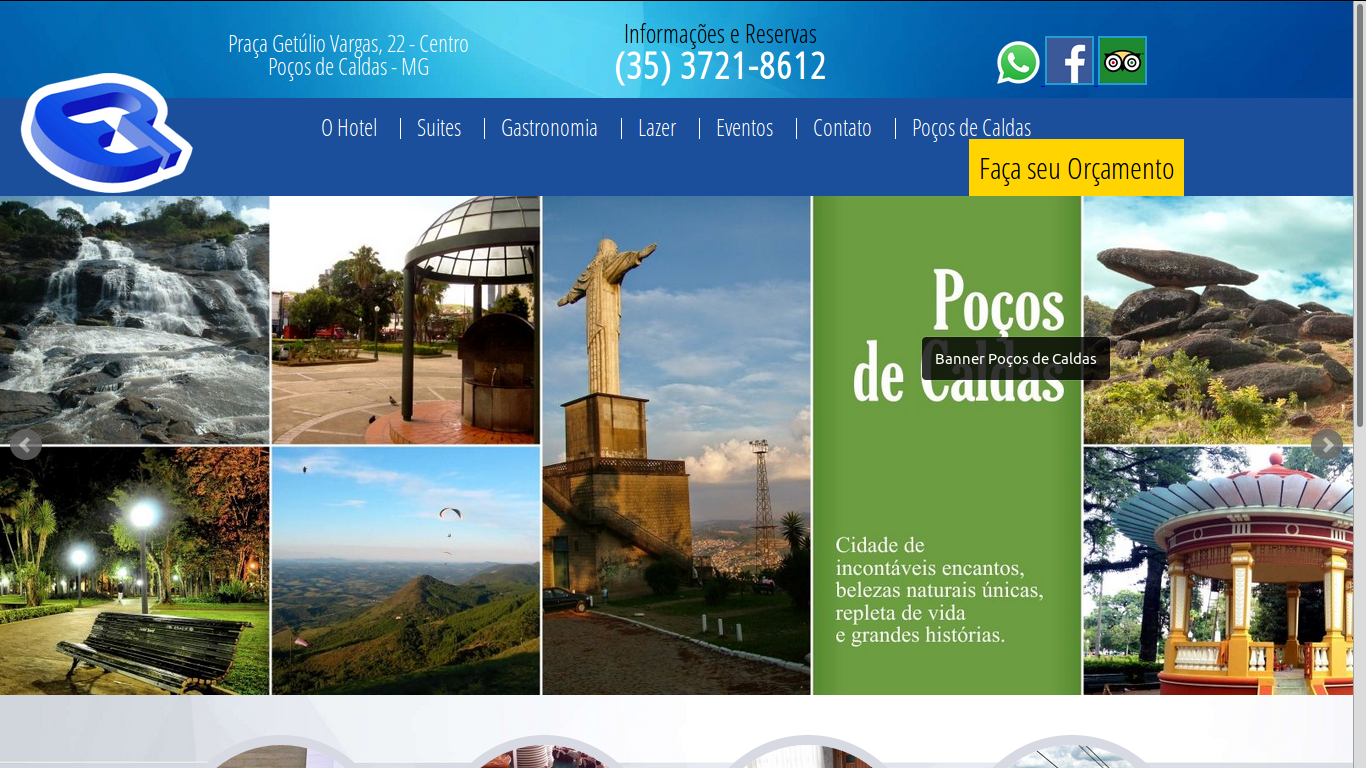 Praça Getúlio Vargas, 22 - Centro
Poços de Caldas - MG
Informações e Reservas
(35) 3721-8612
O Hotel
Suites
Gastronomia
Lazer
Eventos
Contato
Poços de Caldas
Faça seu Orçamento
Poços
de Caldas
Banner Poços de Caldas
Cidade de
incontáveis encantos,
belezas naturais únicas,
repleta de vida
e grandes histórias.